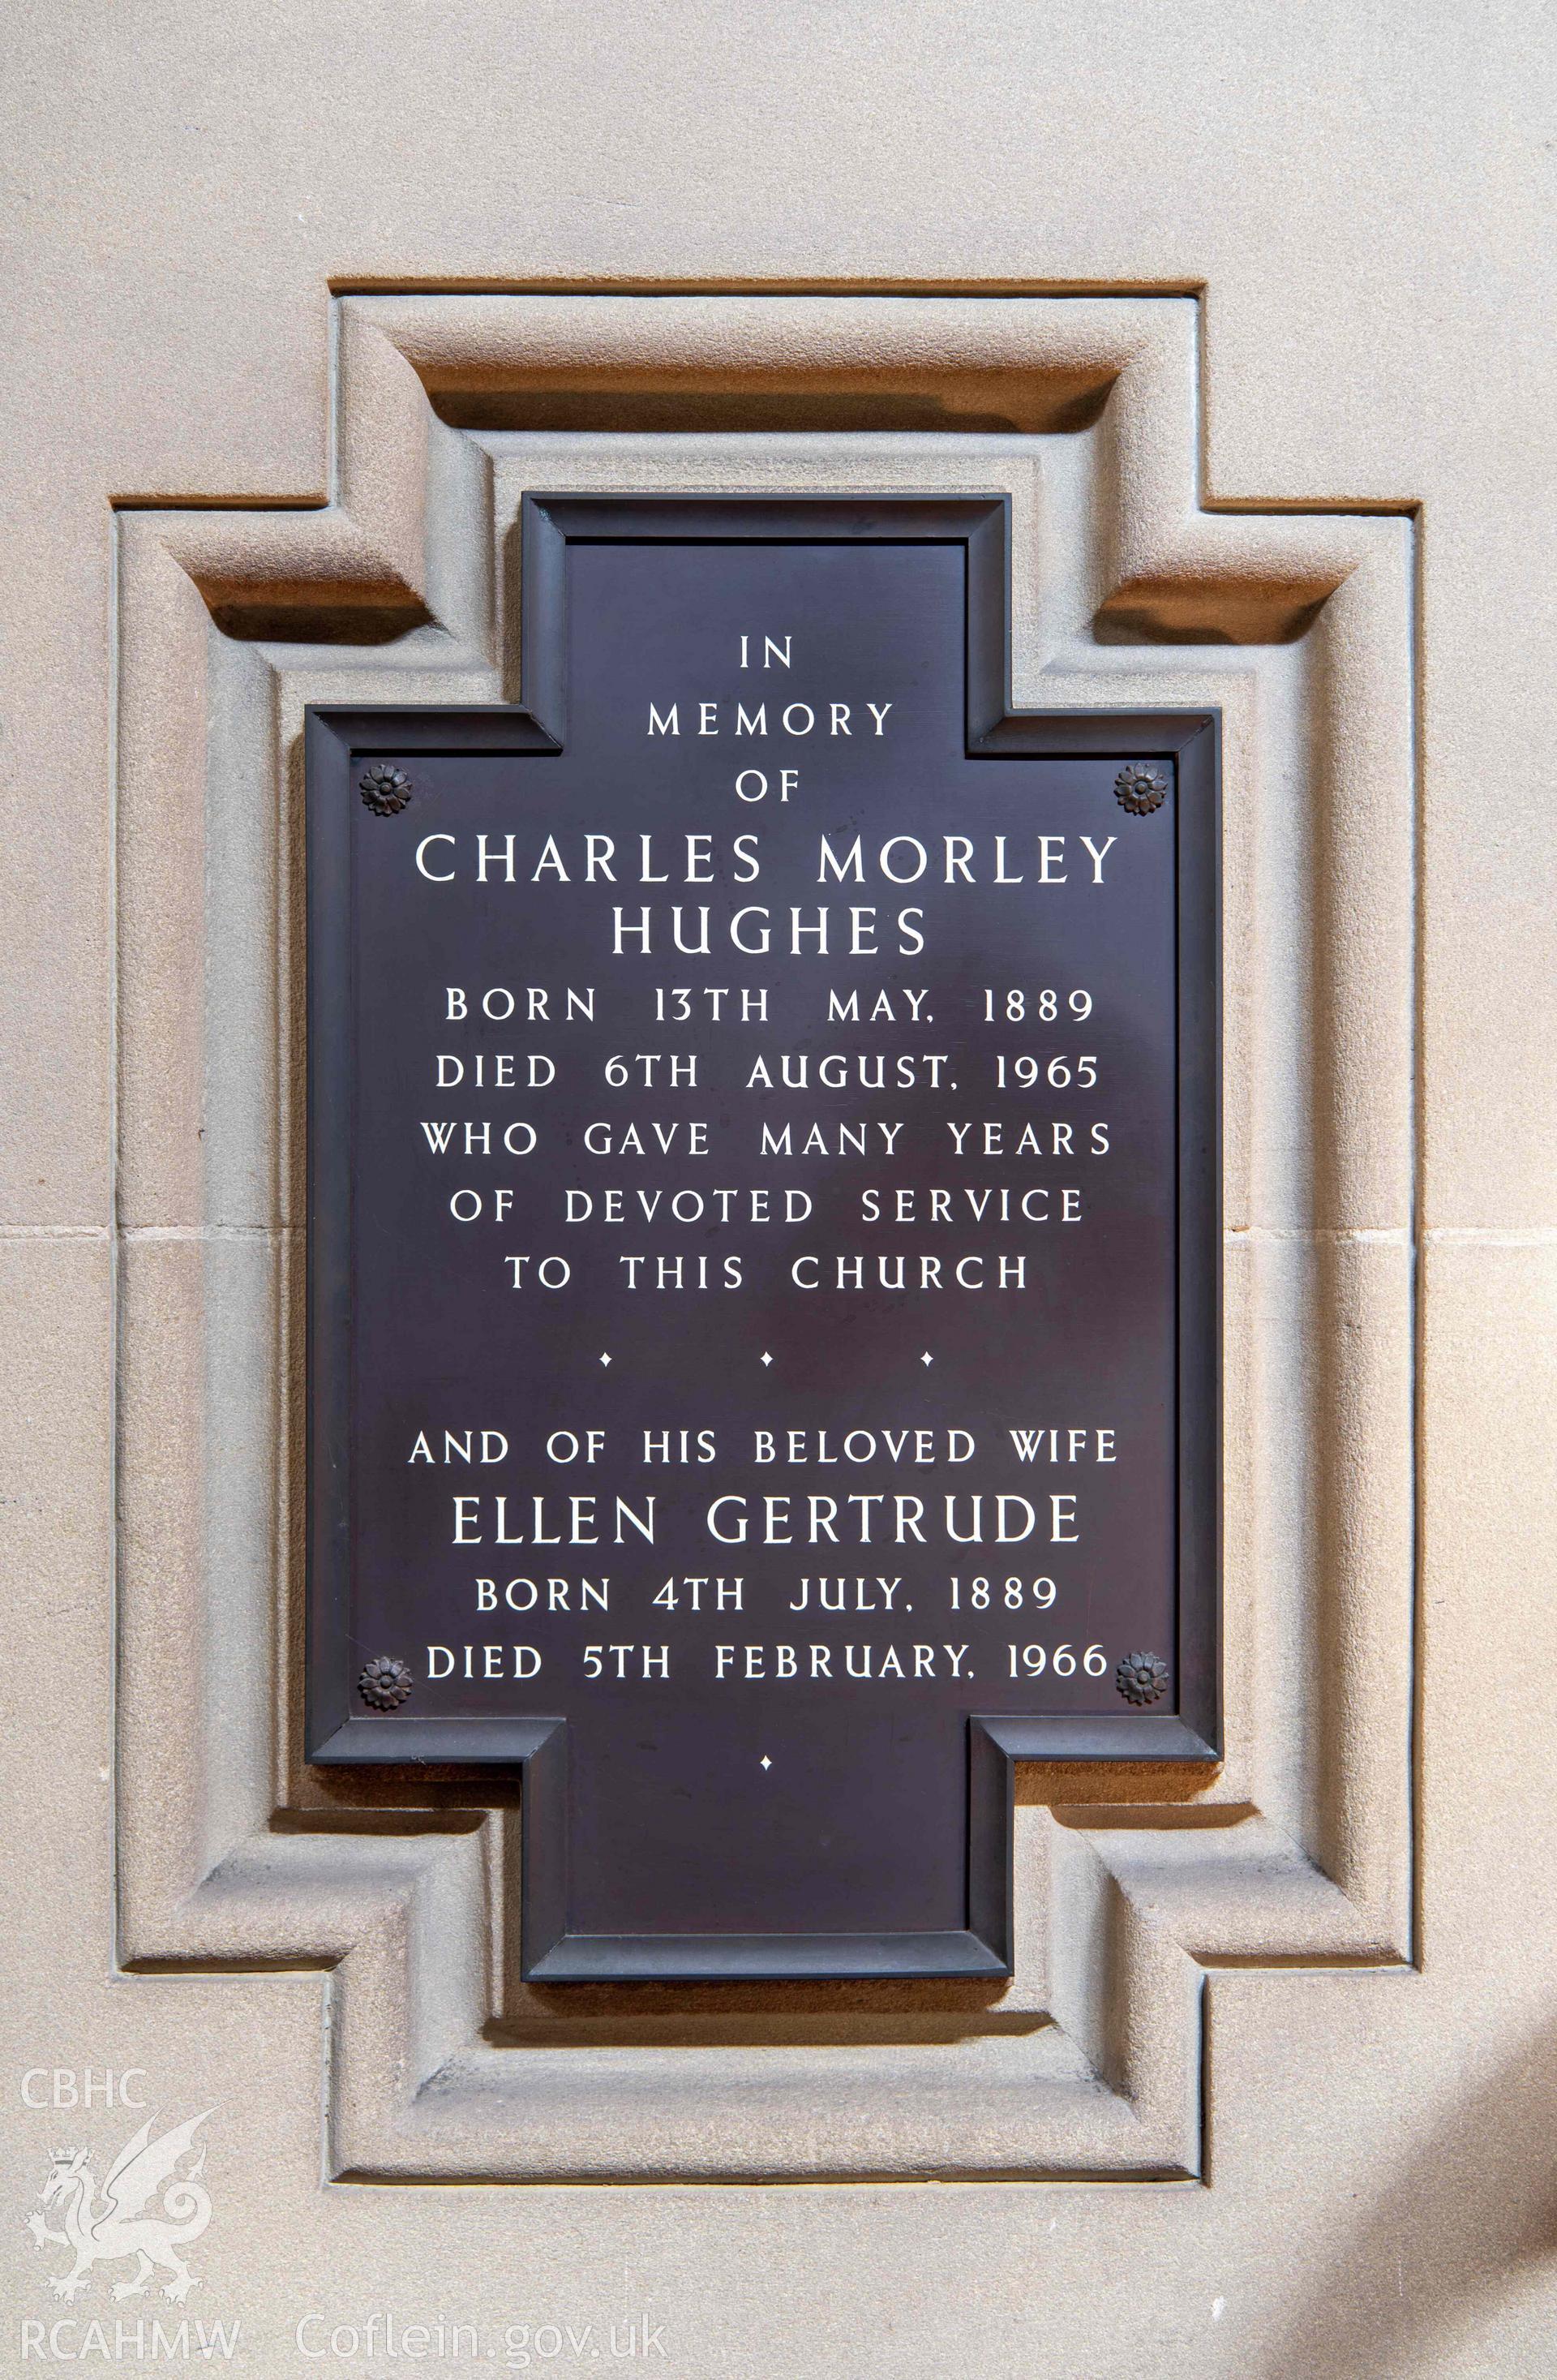 IN
MEMORY
OF
CHARLES MORLEY
HUGHES
BORN 13TH MAY, 1889
DIED 6TH AUGUST, 1965
WHO GAVE MANY YEARS
OF DEVOTED SERVICE
TO THIS CHURCH
AND OF HIS BELOVED WIFE
ELLEN GERTRUDE
BORN 4TH JULY, 1889
DIED 5TH FEBRUARY, 1966
CBHC
RCAHMW Coflein.gov.uk